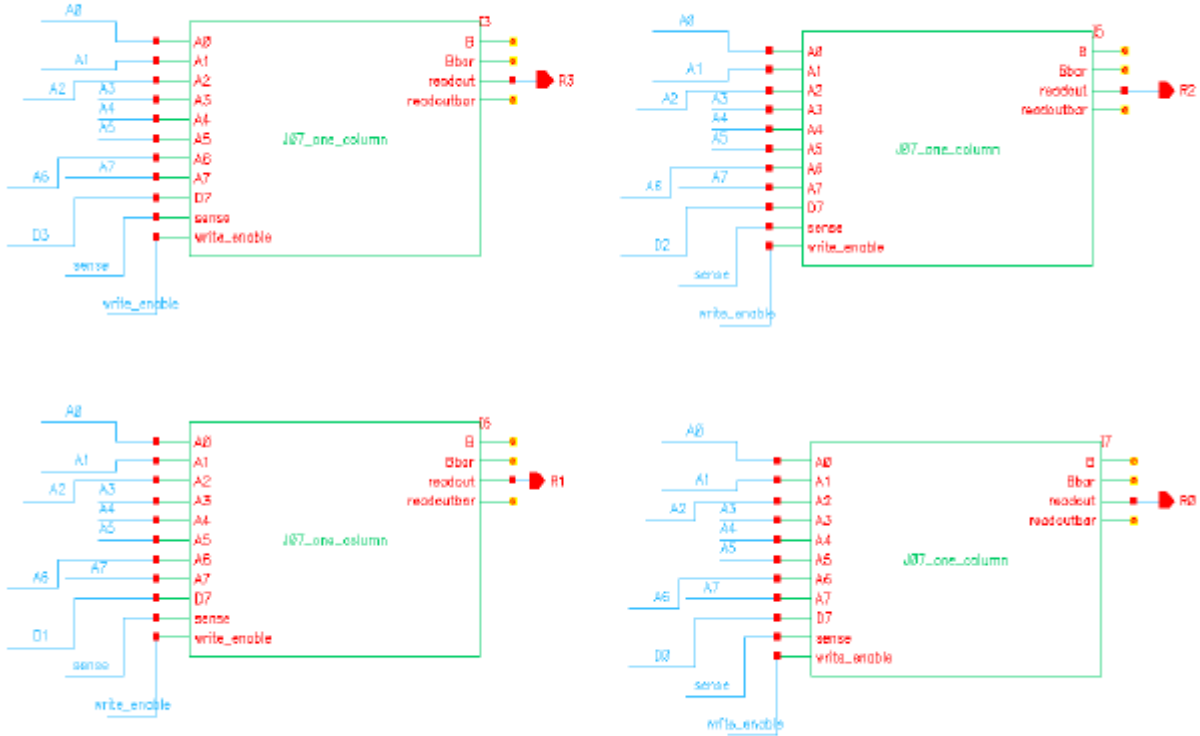 A0
I3
A0
B
A1
A1
Bbar
A2
A3
A2
readout
R3
A4
A3
readoutbar
A5
A4
A5
J07_one_column
A6
A7
A6
A7
D3
D7
sense
sense
write_enable
write_enable
A0
I5
A0
B
A1
A1
Bbar
A2
A3
A2
readout
R2
A4
A3
readoutbar
A5
A4
A5
J07_one_column
A6
A7
A6
A7
D2
D7
sense
sense
write_enable
write_enable
A0
I6
A0
B
A1
A1
Bbar
A2
A3
A2
readout
R1
A4
A3
readoutbar
A5
A4
A5
J07_one_column
A6
A7
A6
A7
D1
D7
sense
sense
write_enable
write_enable
A0
I7
A0
B
A1
A1
Bbar
A2
A3
A2
readout
R0
A4
A3
readoutbar
A5
A4
A5
J07_one_column
A6
A7
A6
A7
D0
D7
sense
sense
write_enable
write_enable